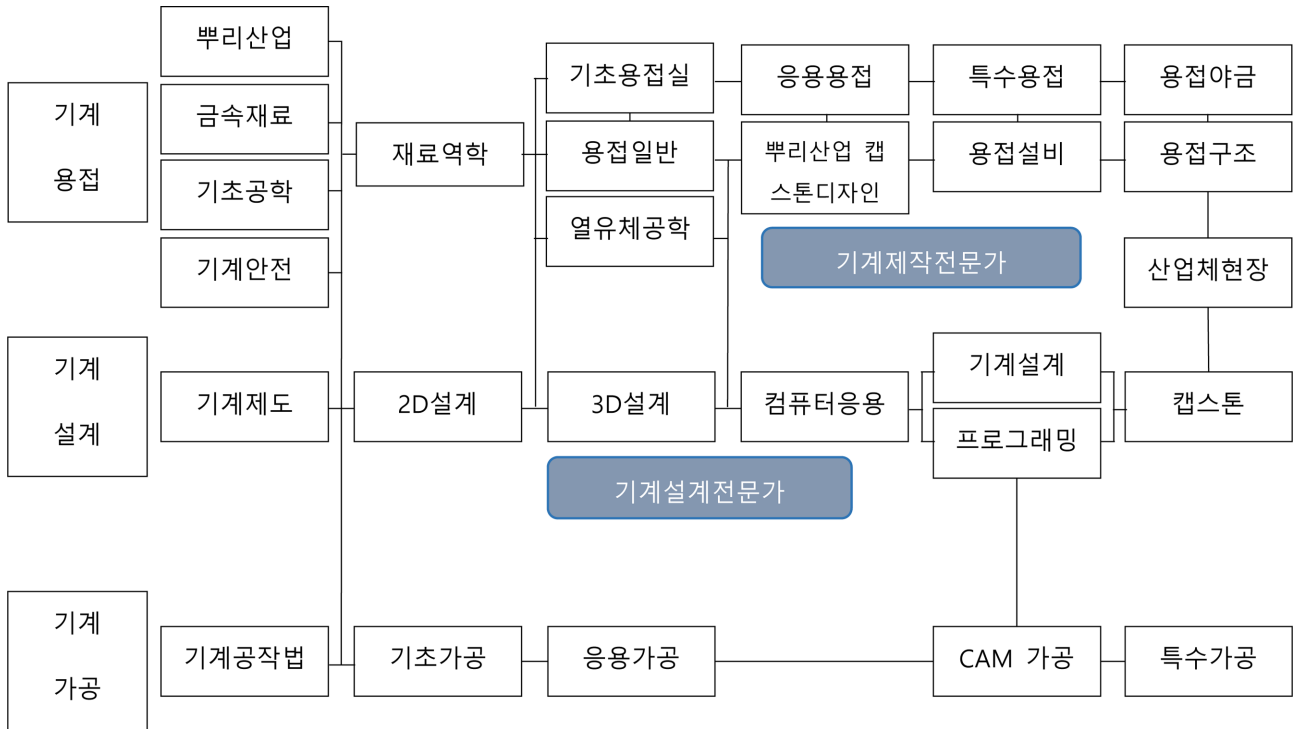 기계
용접
뿌리산업
금속재료
기초공학
기계안전
재료역학
기초용접실
용접일반
열유체공학
응용용접
뿌리산업 캡
스톤디자인
특수용접
용접설비
용접야금
용접구조
기계제작전문가
산업체현장
기계
설계
기계제도
2D설계
3D설계
컴퓨터응용
기계설계
프로그래밍
캡스톤
기계설계전문가
기계
가공
기계공작법
기초가공
응용가공
CAM 가공
특수가공